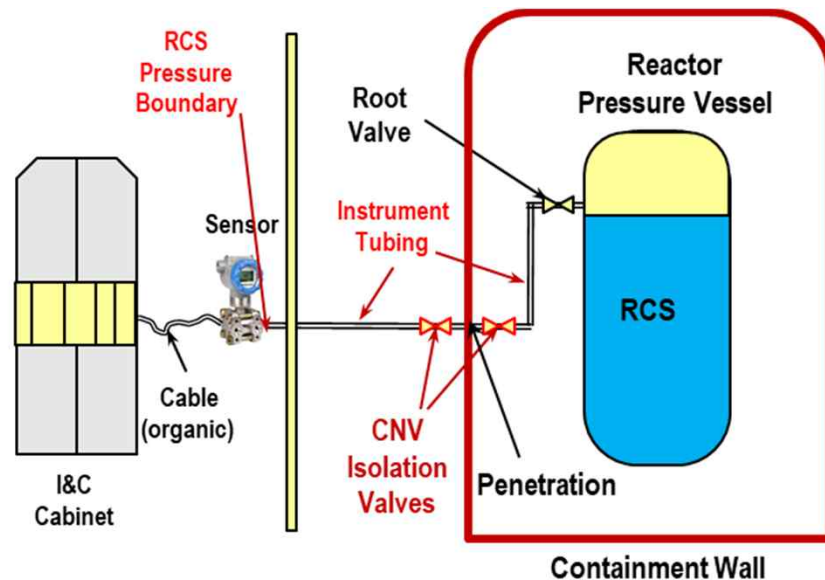 RCS
Pressure
Boundary
Root
Valve
Reactor
Pressure Vessel
Sensor
Instrument
Tubing
RCS
Cable
(organic)
CNV
Isolation
Valves
Penetration
I&C
Cabinet
Containment Wall